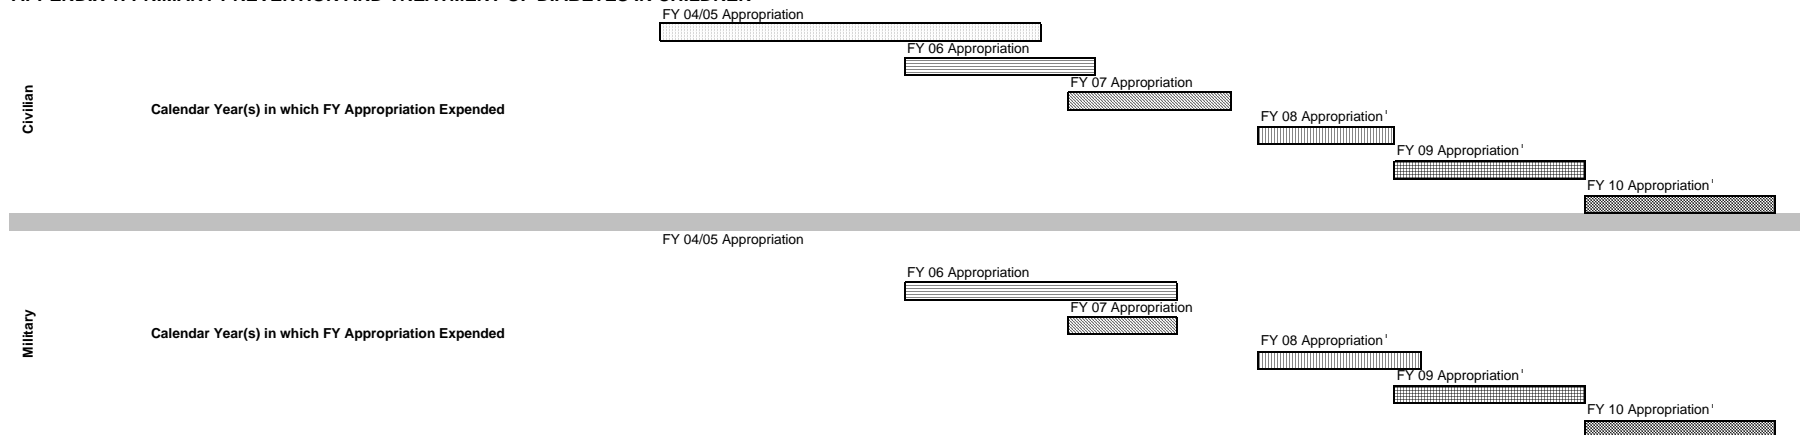 FY 04/05 Appropriation
FY 06 Appropriation
FY 07 Appropriation
Civilian
Calendar Year(s) in which FY Appropriation Expended
FY 08 Appropriation
FY 09 Appropriation
FY 10 Appropriation
FY 04/05 Appropriation
FY 06 Appropriation
FY 07 Appropriation
Military
Calendar Year(s) in which FY Appropriation Expended
FY 08 Appropriation
FY 09 Appropriation
FY 10 Appropriation